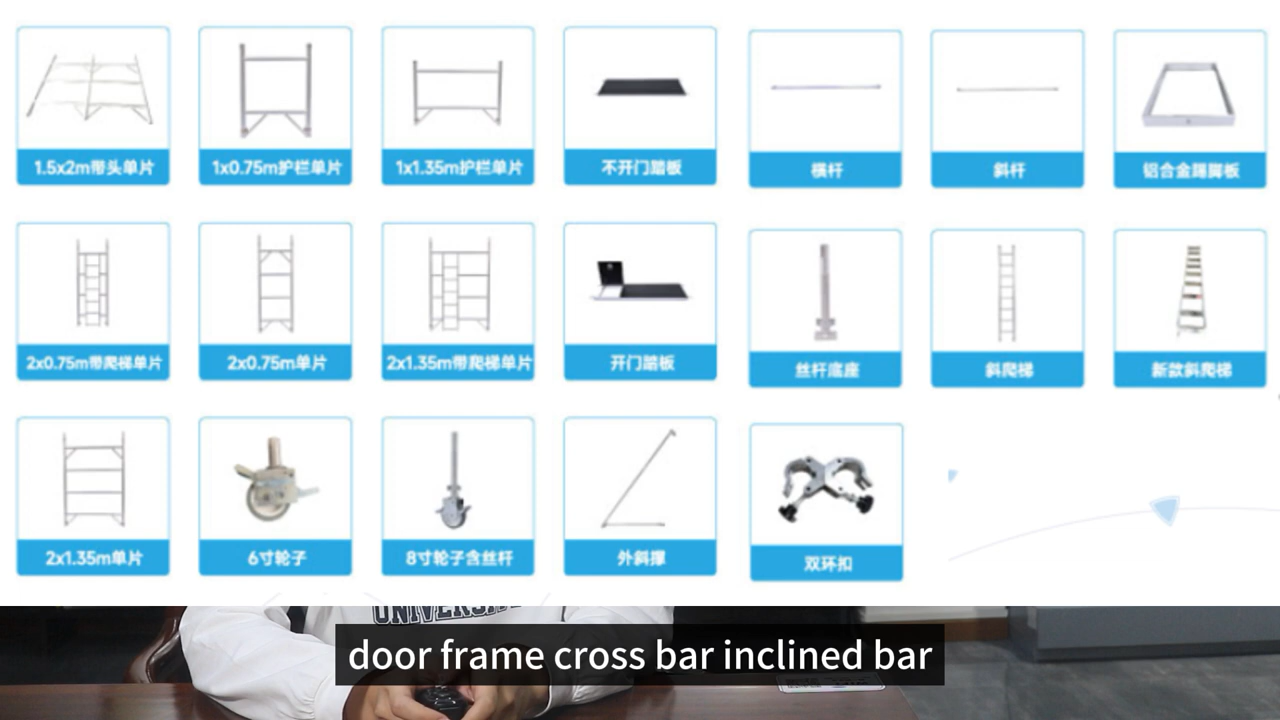 1.5x2m带头单片
1x0.75m护栏单片
1x1.35m护栏单片
不开门踏板
横杆
斜杆
铝合金踢脚板
2x0.75m带爬梯单片
2x0.75m单片
2x1.35m带爬梯单片
开门踏板
丝杆底座
斜爬梯
新款斜爬梯
2x1.35m单片
6寸轮子
8寸轮子含丝杆
外斜撑
双环扣
UNIVERSITY
door frame cross bar inclined bar